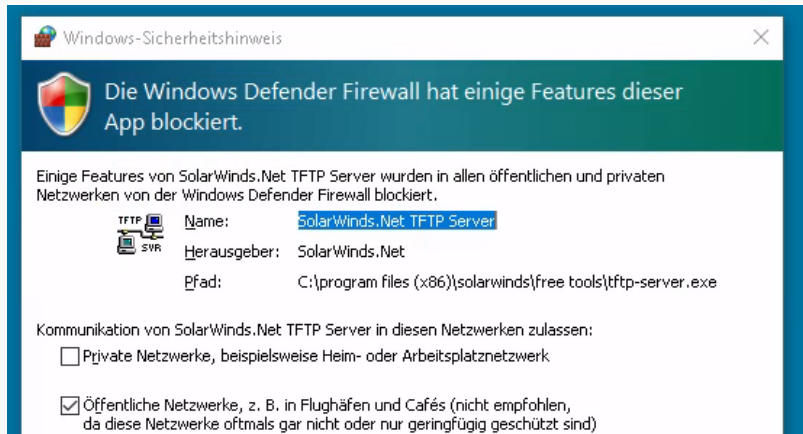 Windows-Sicherheitshinweis
Die Windows Defender Firewall hat einige Features dieser
App blockiert.
Einige Features von SolarWinds.Net TFTP Server wurden in allen öffentlichen und privaten
Netzwerken von der Windows Defender Firewall blockiert.
TFTP
SVR
Name: SolarWinds.Net TFTP Server
Herausgeber: SolarWinds.Net
Pfad: C:\program files (x86)\solarwinds\free tools\tftp-server.exe
Kommunikation von SolarWinds.Net TFTP Server in diesen Netzwerken zulassen:
Private Netzwerke, beispielsweise Heim- oder Arbeitsplatznetzwerk
Öffentliche Netzwerke, z. B. in Flughäfen und Cafés (nicht empfohlen,
da diese Netzwerke oftmals gar nicht oder nur geringfügig geschützt sind)